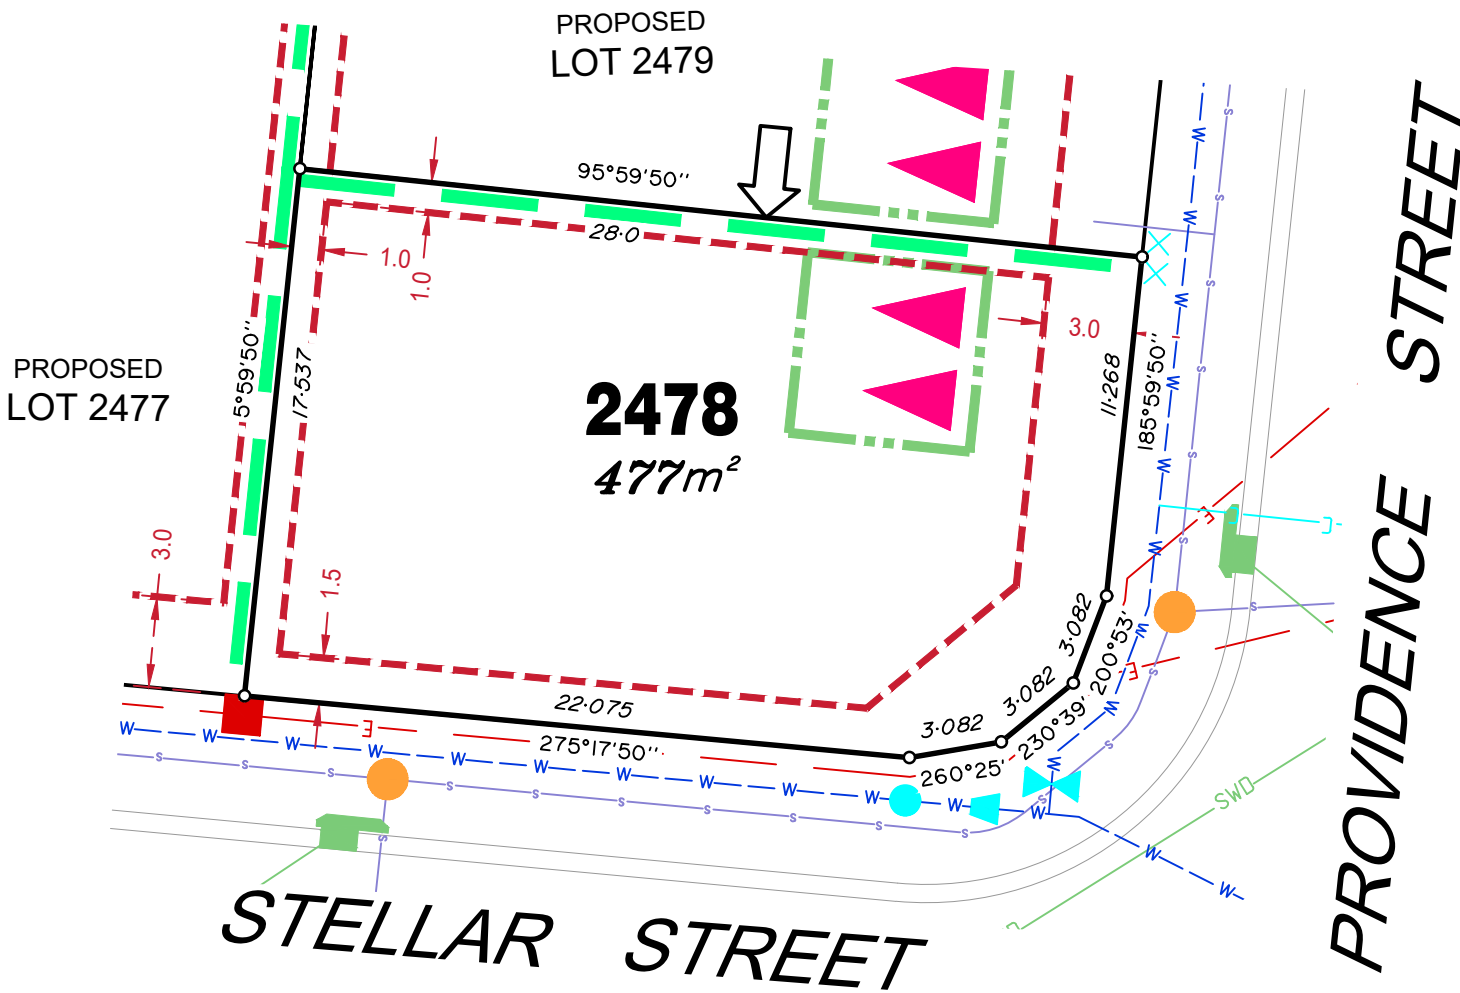 PROPOSED
LOT 2479
95°59'50''
28·0
1.0
1.0
3.0
PROPOSED
LOT 2477
5°59'50''
17·537
2478
477m²
11·268
185°59'50''
3.0
1.5
22·075
275°17'50''
3·082
260°25'
3·082
230°39'
3·082
200°53'
SWD
STELLAR STREET
PROVIDENCE STREET
W W W W W W W W W W W W W
S S S S S S S S S S
W W W W W W W W W
S S S S S S S S S
E E E